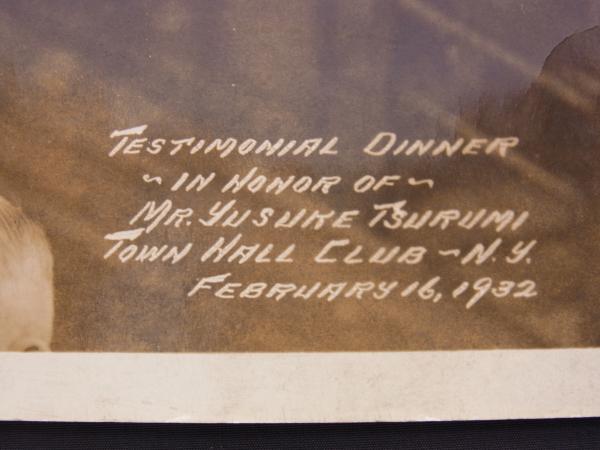 TESTIMONIAL DINNER
~ IN HONOR OF ~
MR. YUSUKE TSURUMI
TOWN HALL CLUB ~ N.Y.
FEBRUARY 16, 1932